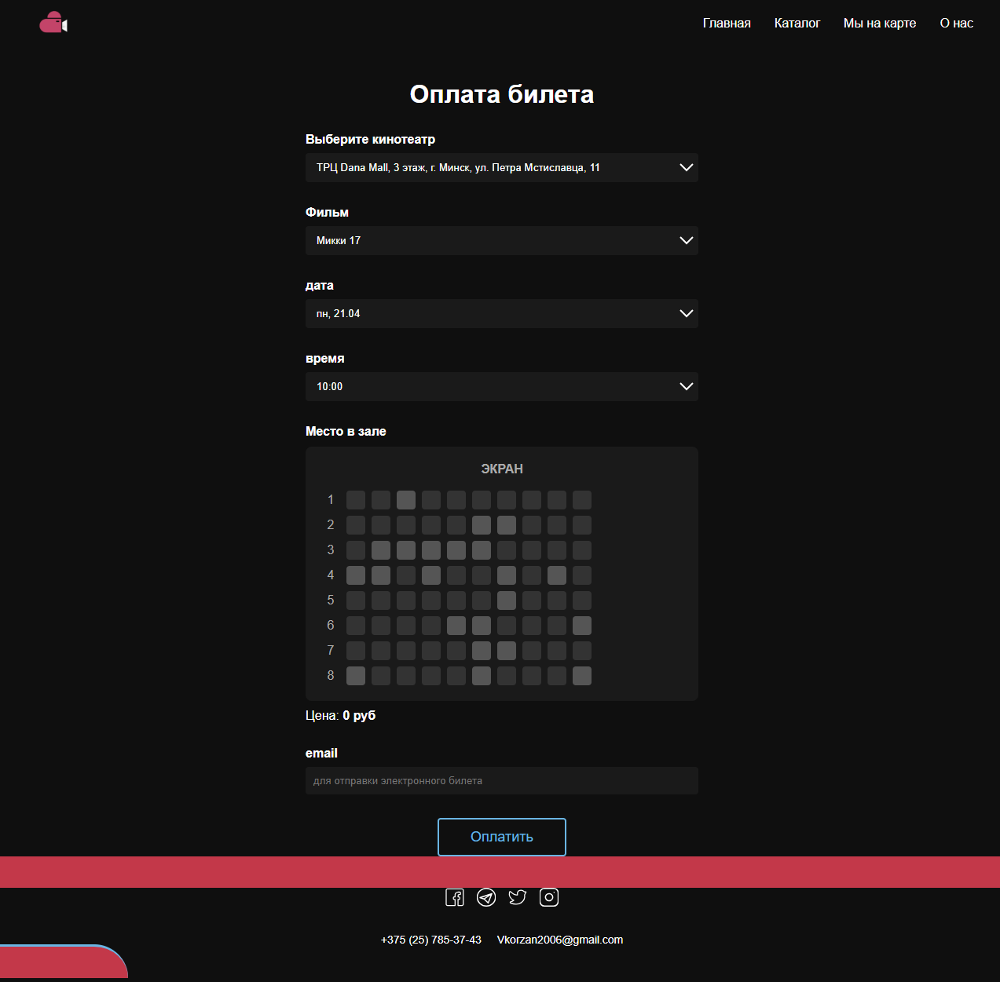 Главная Каталог Мы на карте О нас
Оплата билета
Выберите кинотеатр
ТРЦ Dana Mall, 3 этаж, г. Минск, ул. Петра Мстиславца, 11
Фильм
Микки 17
дата
пн, 21.04
время
10:00
Место в зале
ЭКРАН
1
2
3
4
5
6
7
8
Цена: 0 руб
email
для отправки электронного билета
Оплатить
+375 (25) 785-37-43 Vkorzan2006@gmail.com